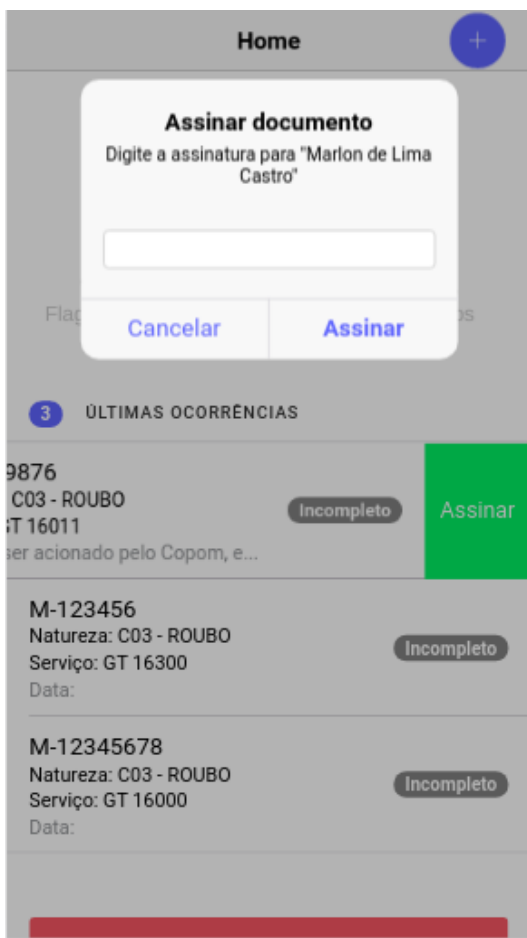 Home
+
Assinar documento
Digite a assinatura para "Marlon de Lima
Castro"
Cancelar
Assinar
3 ÚLTIMAS OCORRÊNCIAS
9876
C03 - ROUBO
GT 16011
ser acionado pelo Copom, e...
Incompleto
Assinar
M-123456
Natureza: C03 - ROUBO
Serviço: GT 16300
Data:
Incompleto
M-12345678
Natureza: C03 - ROUBO
Serviço: GT 16000
Data:
Incompleto